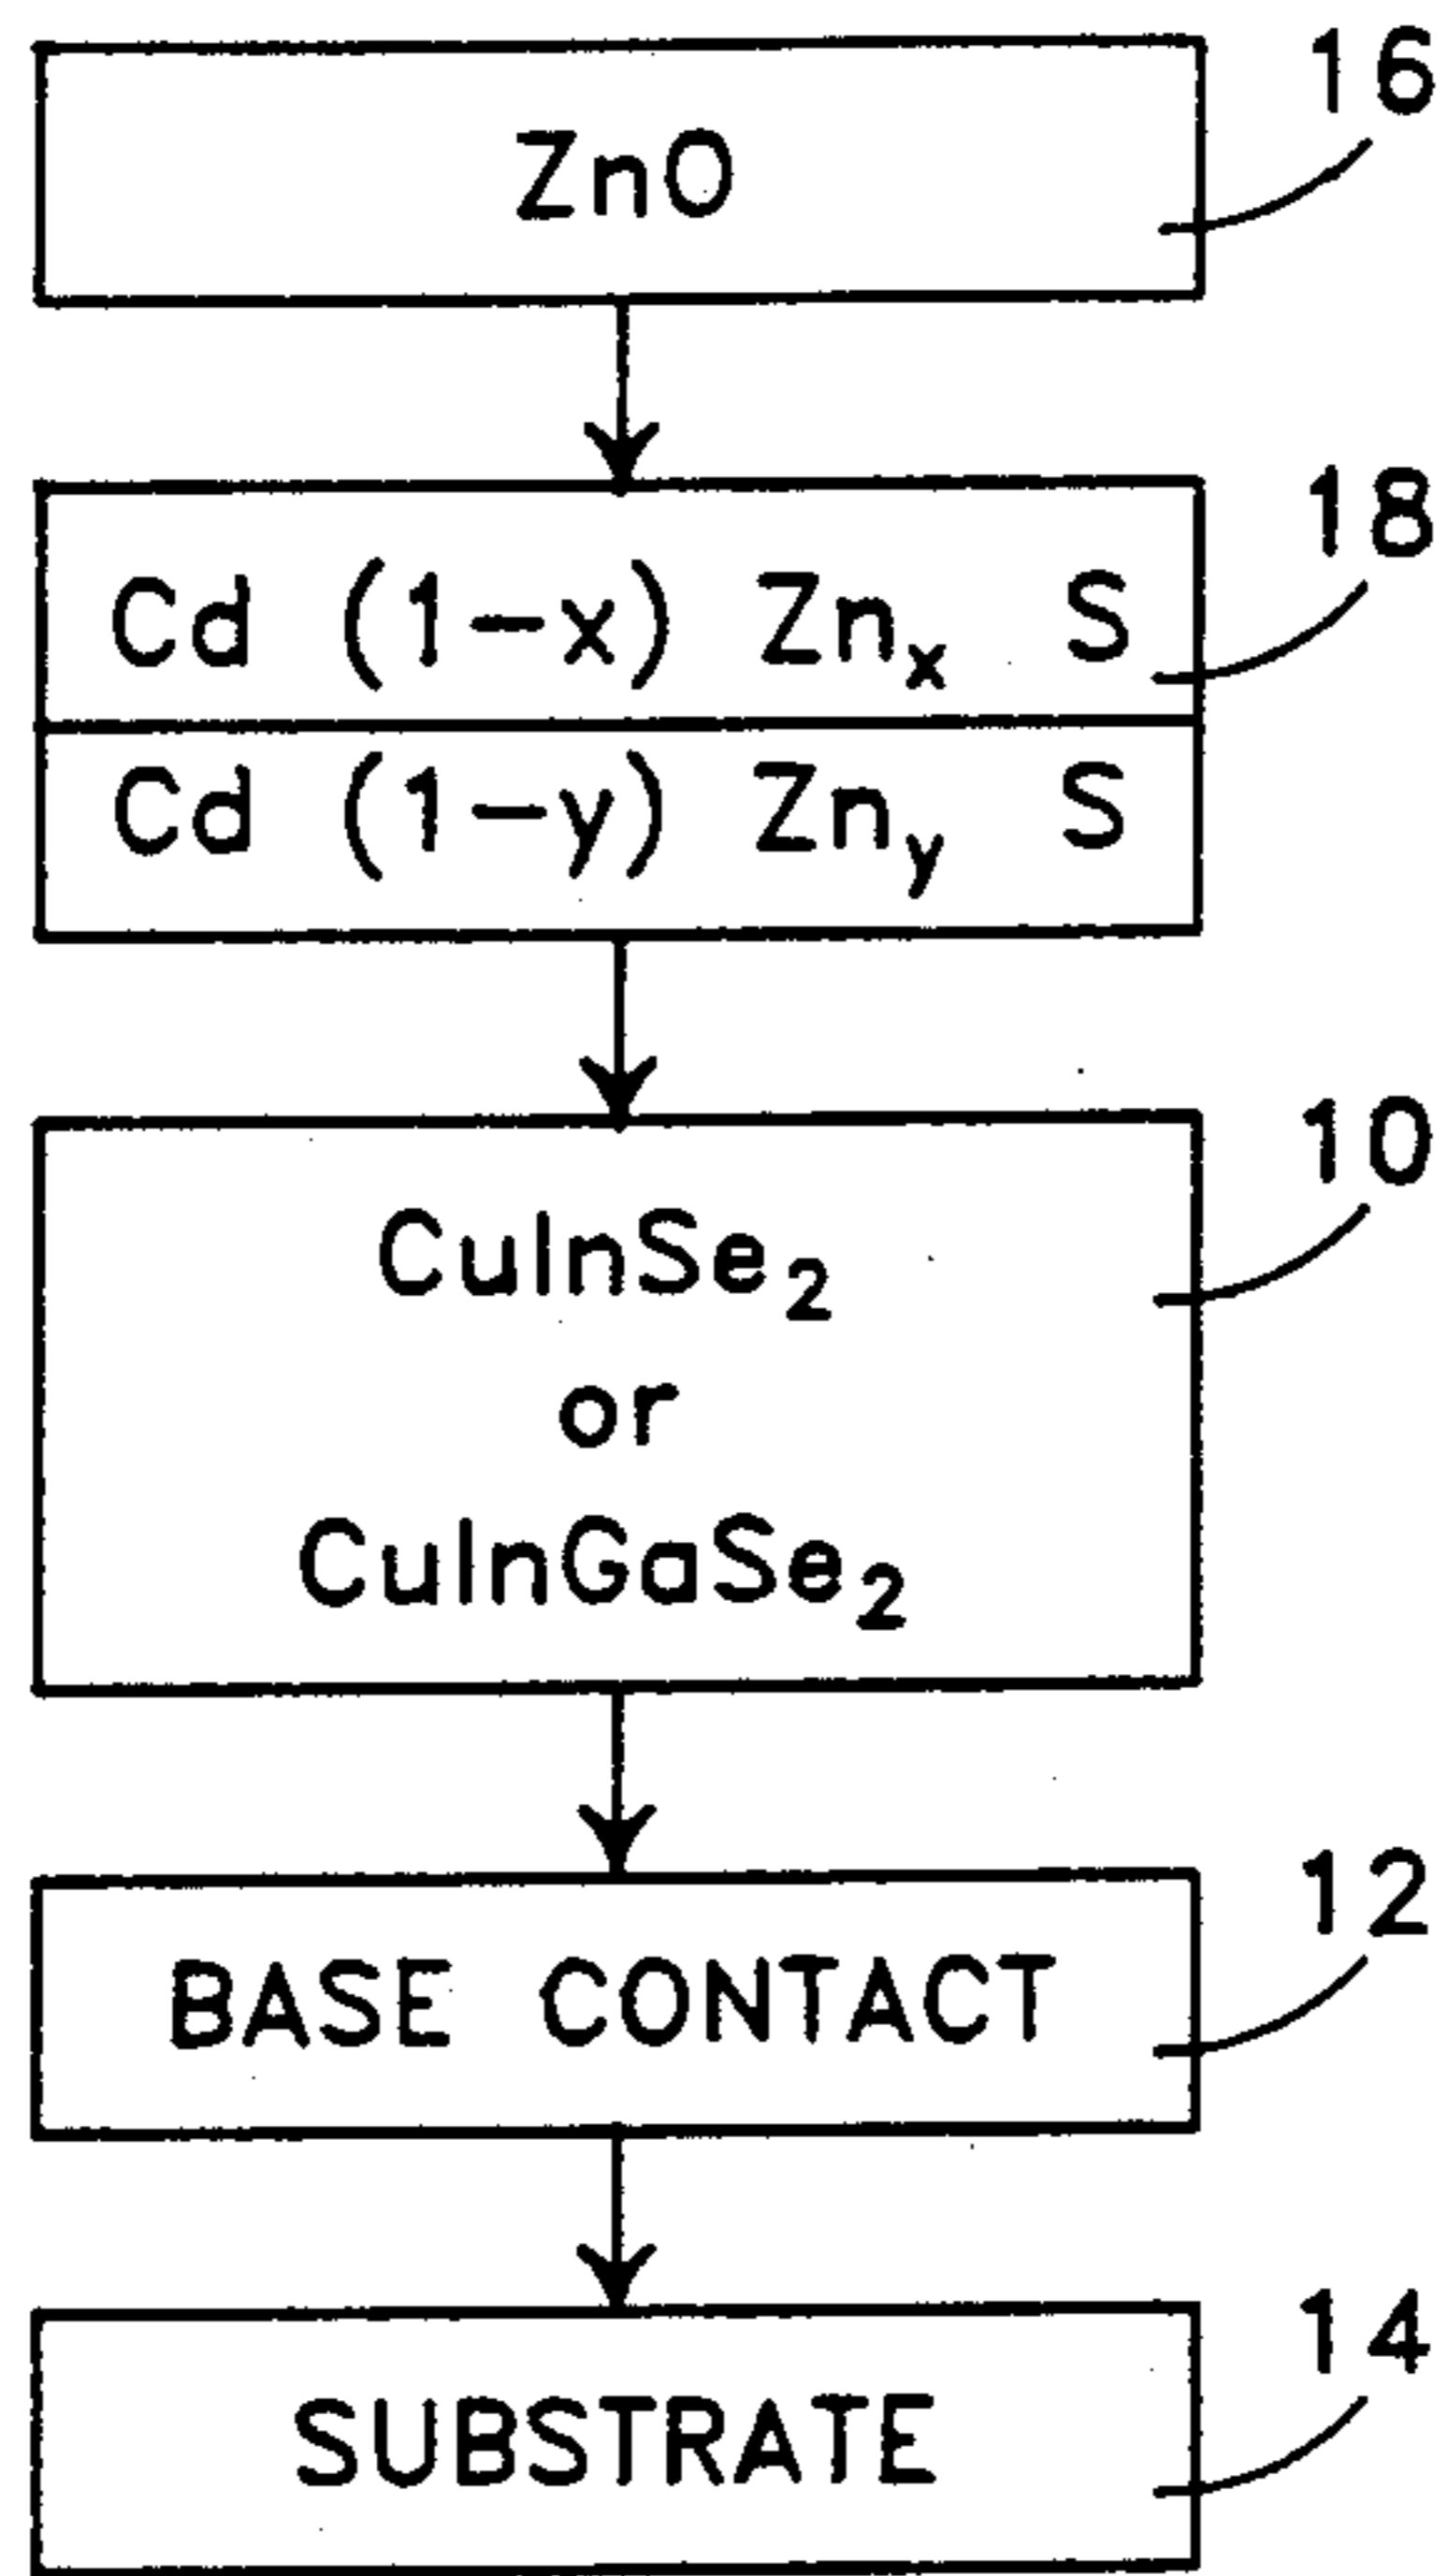 16
ZnO
18
Cd (1-x) Znₓ S
Cd (1-y) Zny S
10
CuInSe₂
or
CuInGaSe₂
12
BASE CONTACT
14
SUBSTRATE